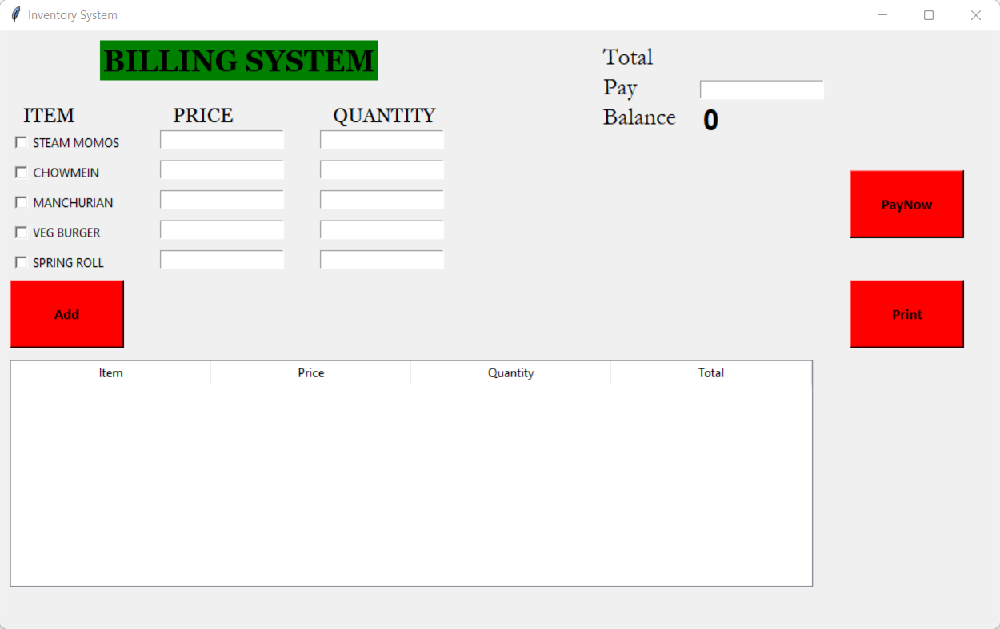 Inventory System
BILLING SYSTEM
Total
Pay
Balance 0
ITEM PRICE QUANTITY
STEAM MOMOS
CHOWMEIN
MANCHURIAN
VEG BURGER
SPRING ROLL
PayNow
Add
Print
Item Price Quantity Total